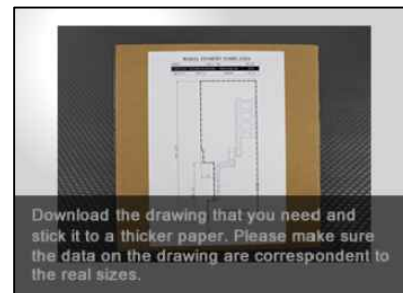 Download the drawing that you need and
stick it to a thicker paper. Please make sure
the data on the drawing are correspondent to
the real sizes.